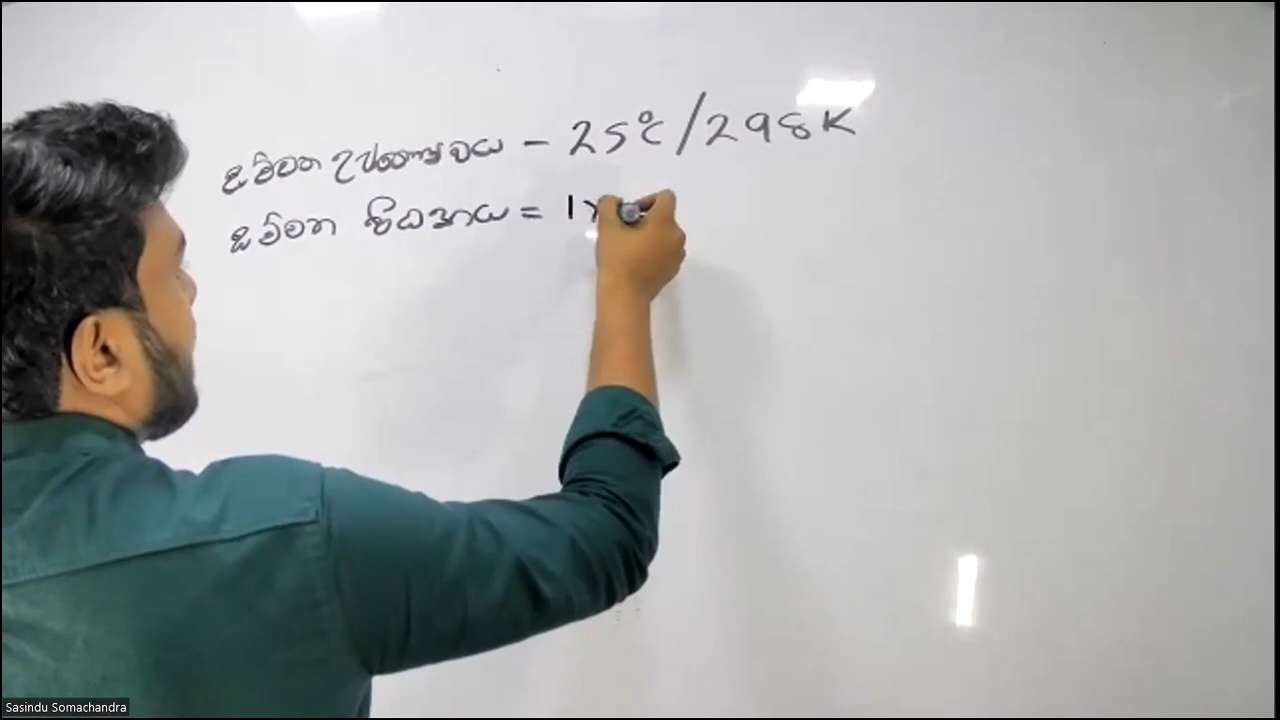 සම්මත උෂ්ණත්වය – 25°C/298K
සම්මත පීඩනය = 1×
Sasindu Somachandra